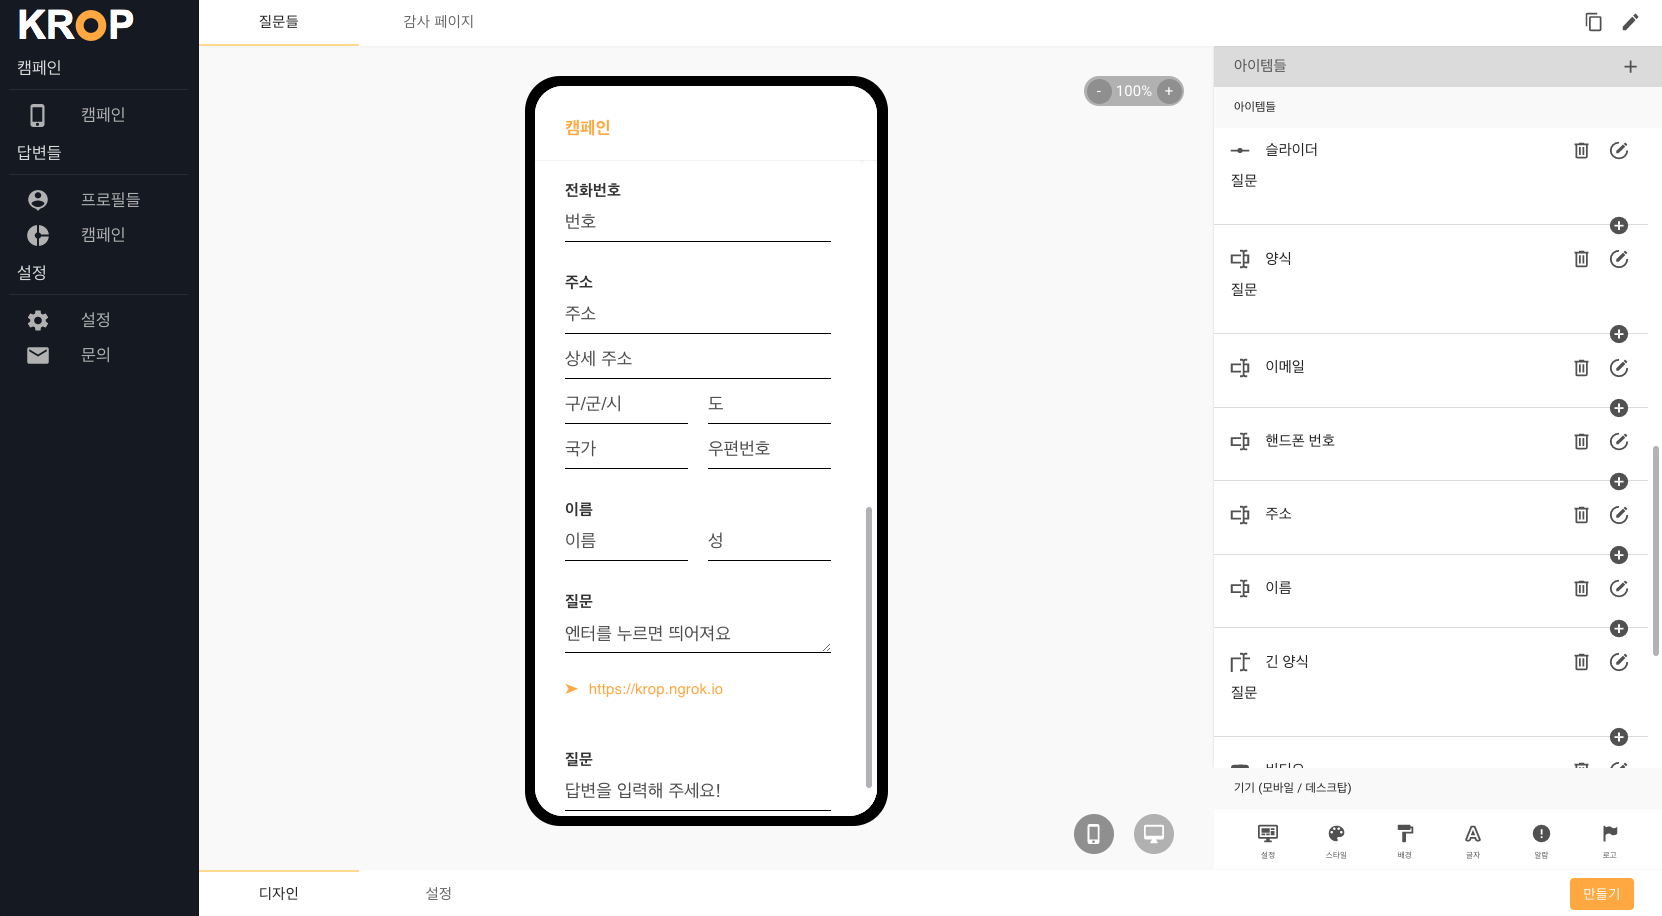 KROP
캠페인
캠페인
답변들
프로필들
캠페인
설정
설정
문의
질문들
감사 페이지
- 100% +
캠페인
전화번호
번호
주소
주소
상세 주소
구/군/시 도
국가 우편번호
이름
이름 성
질문
엔터를 누르면 띄어져요
https://krop.ngrok.io
질문
답변을 입력해 주세요!
아이템들
아이템들
슬라이더
질문
양식
질문
이메일
핸드폰 번호
주소
이름
긴 양식
질문
기기 (모바일 / 데스크탑)
설정 스타일 배경 글자 알람 로고
디자인
설정
만들기